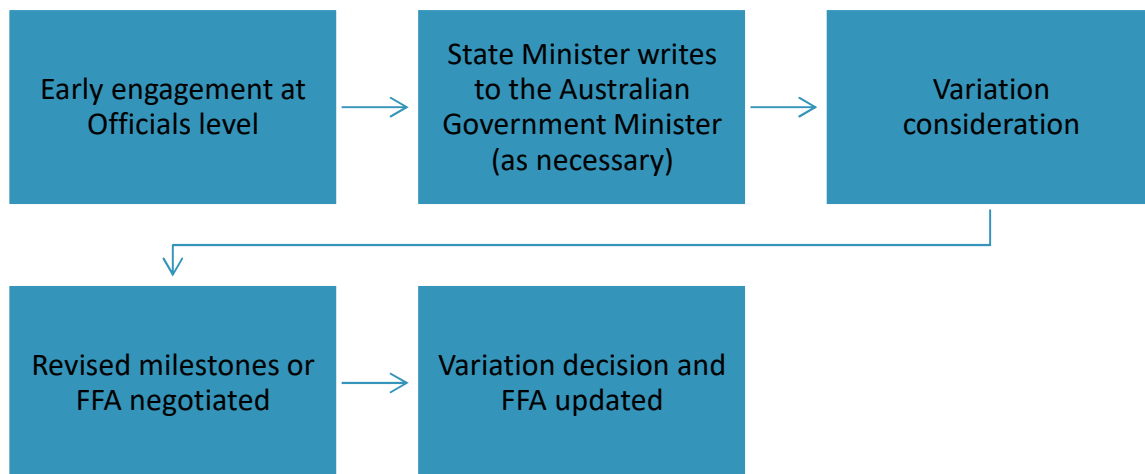 Early engagement at
Officials level
State Minister writes
to the Australian
Government Minister
(as necessary)
Variation
consideration
Revised milestones or
FFA negotiated
Variation decision and
FFA updated